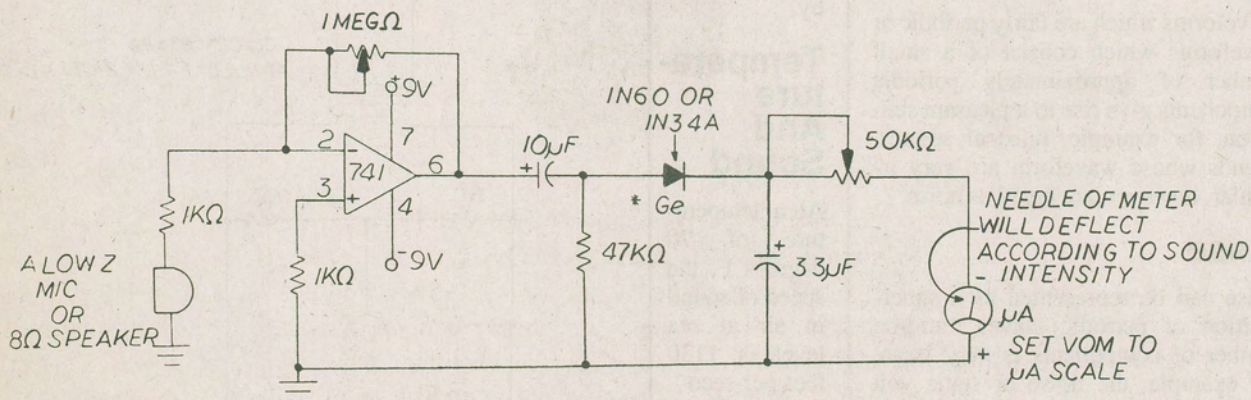 1MEGΩ
+9V
7
2
-
741
6
3
+
4
-9V
1KΩ
1KΩ
A LOW Z
MIC
OR
8Ω SPEAKER
10µF
+
47KΩ
1N60 OR
1N34A
* Ge
+
33µF
50KΩ
NEEDLE OF METER
WILL DEFLECT
ACCORDING TO SOUND
INTENSITY
-
µA
+
SET VOM TO
µA SCALE